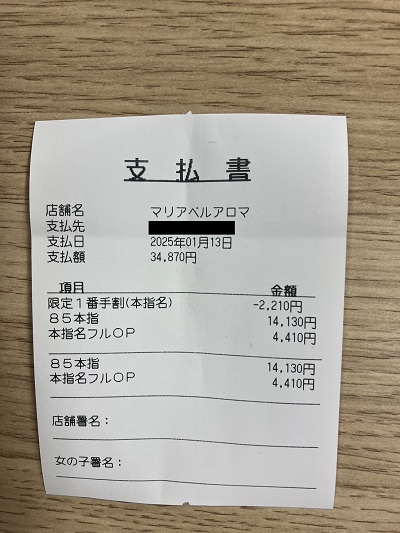 支払書
店舗名 マリアベルアロマ
支払先
支払日 2025年01月13日
支払額 34,870円
項目 金額
限定1番手割(本指名) -2,210円
85本指 14,130円
本指名フルOP 4,410円
85本指 14,130円
本指名フルOP 4,410円
店舗署名:
女の子署名: